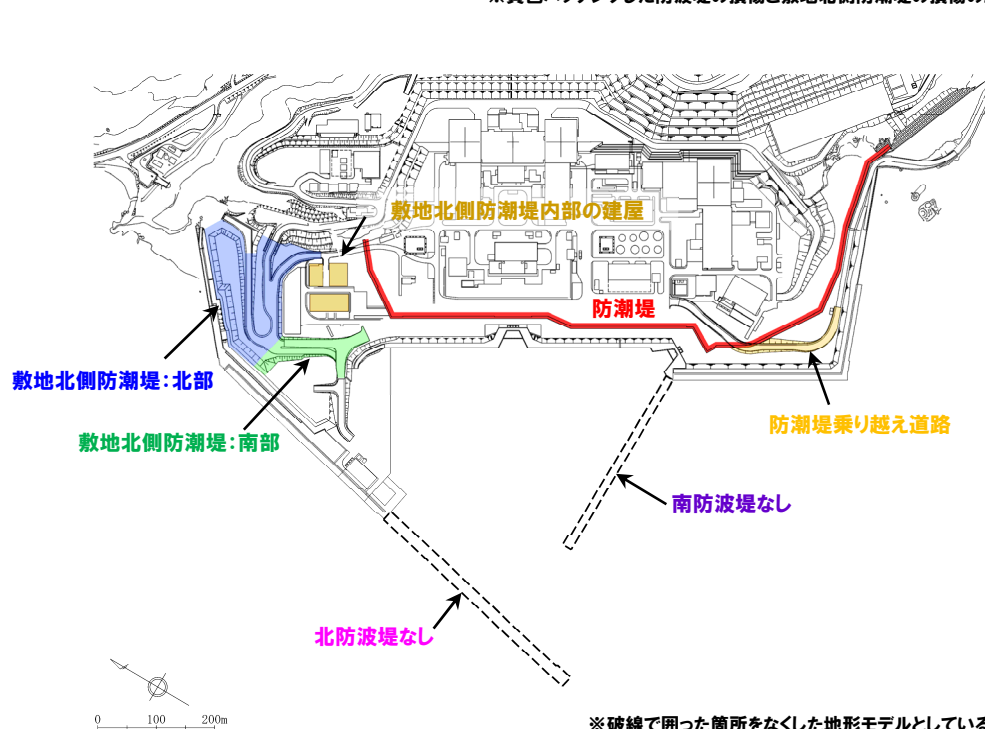 敷地北側防潮堤内部の建屋
防潮堤
敷地北側防潮堤:北部
防潮堤乗り越え道路
敷地北側防潮堤:南部
南防波堤なし
北防波堤なし
0 100 200m
※破線で囲った箇所をなくした地形モデルとしている